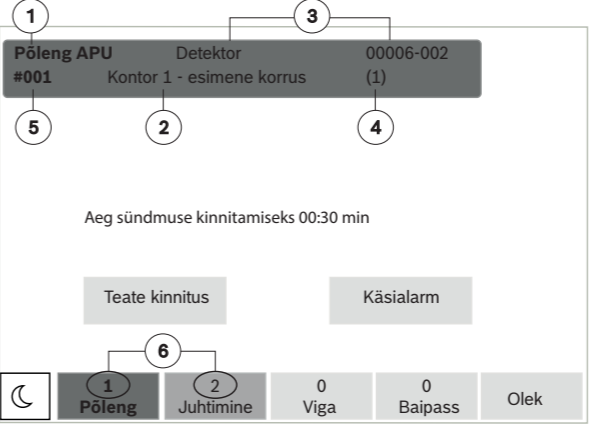 1 3
Põleng APU Detektor 00006-002
#001 Kontor 1 - esimene korrus (1)
5 2 4
Aeg sündmuse kinnitamiseks 00:30 min
Teate kinnitus Käsialarm
6
1 2 0 0
Põleng Juhtimine Viga Baipass Olek